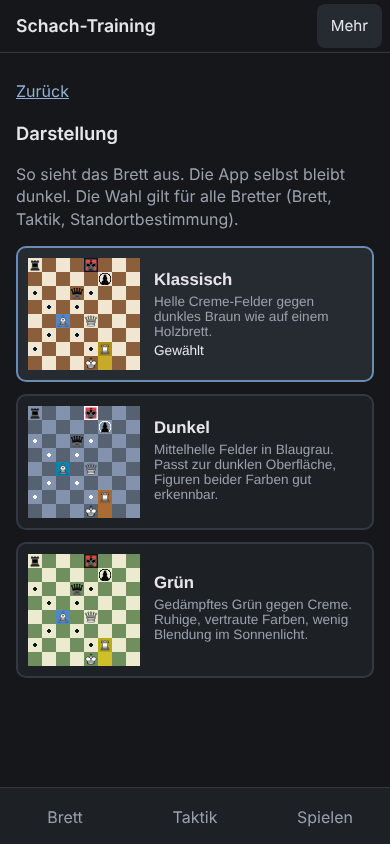 Schach-Training
Mehr
Zurück
Darstellung
So sieht das Brett aus. Die App selbst bleibt
dunkel. Die Wahl gilt für alle Bretter (Brett,
Taktik, Standortbestimmung).
Klassisch
Helle Creme-Felder gegen
dunkles Braun wie auf einem
Holzbrett.
Gewählt
Dunkel
Mittelhelle Felder in Blaugrau.
Passt zur dunklen Oberfläche,
Figuren beider Farben gut
erkennbar.
Grün
Gedämpftes Grün gegen Creme.
Ruhige, vertraute Farben, wenig
Blendung im Sonnenlicht.
Brett
Taktik
Spielen